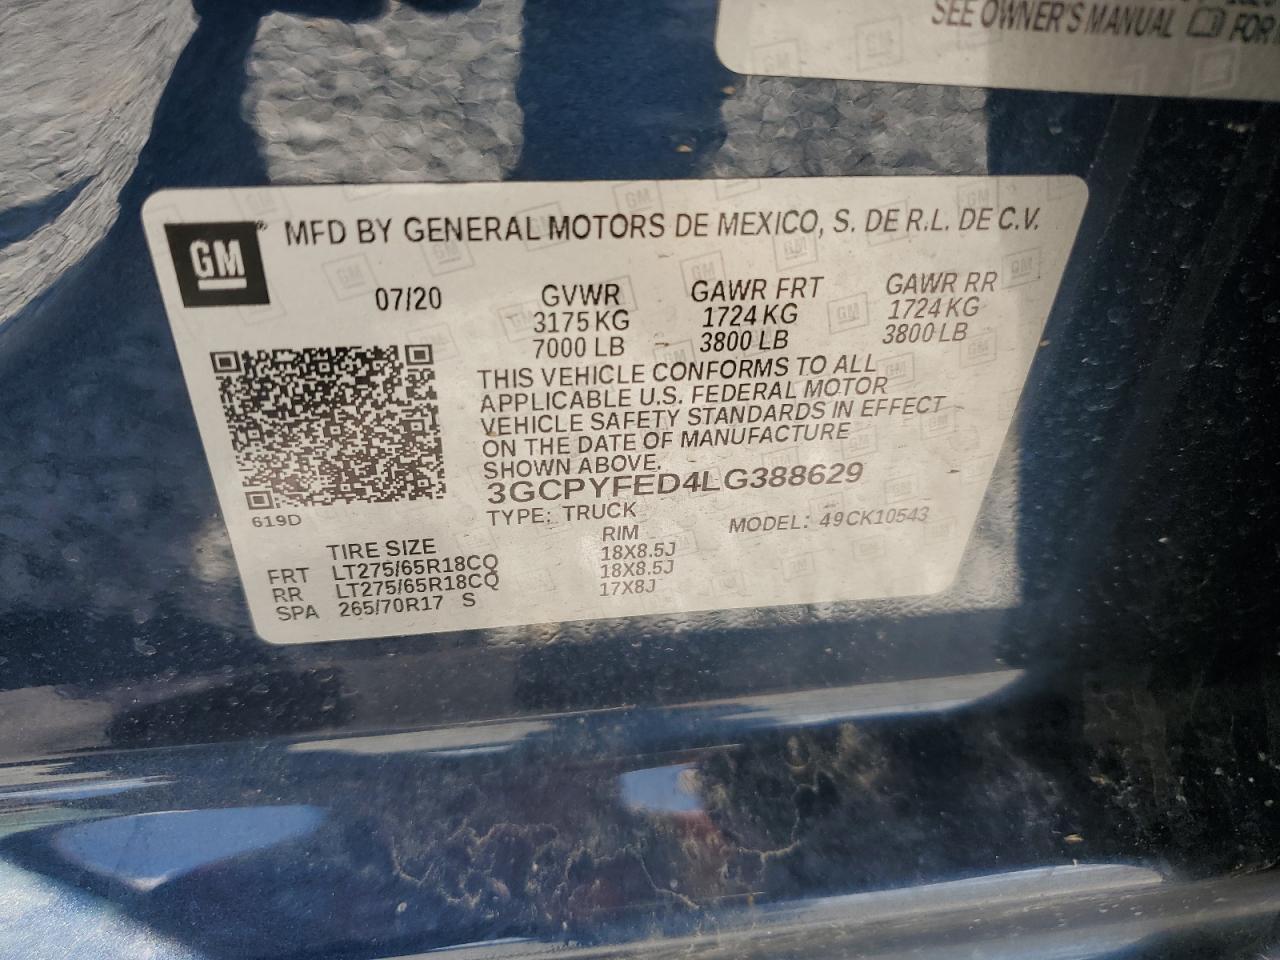 SEE OWNER'S MANUAL FOR
GM MFD BY GENERAL MOTORS DE MEXICO, S. DE R.L. DE C.V.
07/20 GVWR GAWR FRT GAWR RR
3175 KG 1724 KG 1724 KG
7000 LB 3800 LB 3800 LB
THIS VEHICLE CONFORMS TO ALL
APPLICABLE U.S. FEDERAL MOTOR
VEHICLE SAFETY STANDARDS IN EFFECT
ON THE DATE OF MANUFACTURE
SHOWN ABOVE.
3GCPYFED4LG388629
619D
TYPE: TRUCK MODEL: 49CK10543
TIRE SIZE RIM
FRT LT275/65R18CQ 18X8.5J
RR LT275/65R18CQ 18X8.5J
SPA 265/70R17 S 17X8J